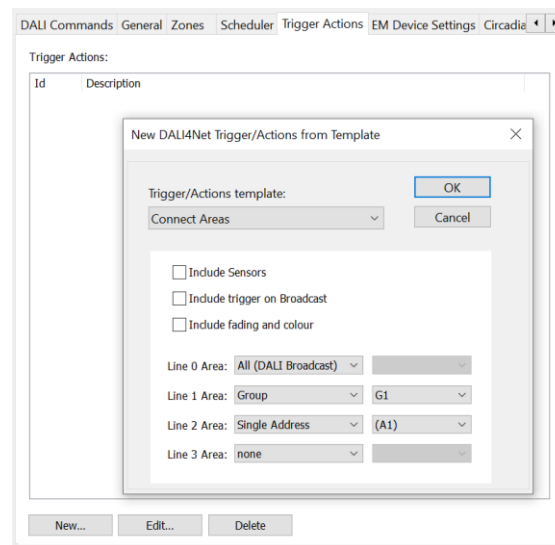 DALI Commands General Zones Scheduler Trigger Actions EM Device Settings Circadia
Trigger Actions:
Id Description
New DALI4Net Trigger/Actions from Template
Trigger/Actions template:
OK
Connect Areas
Cancel
Include Sensors
Include trigger on Broadcast
Include fading and colour
Line 0 Area: All (DALI Broadcast)
Line 1 Area: Group G1
Line 2 Area: Single Address (A1)
Line 3 Area: none
New... Edit... Delete